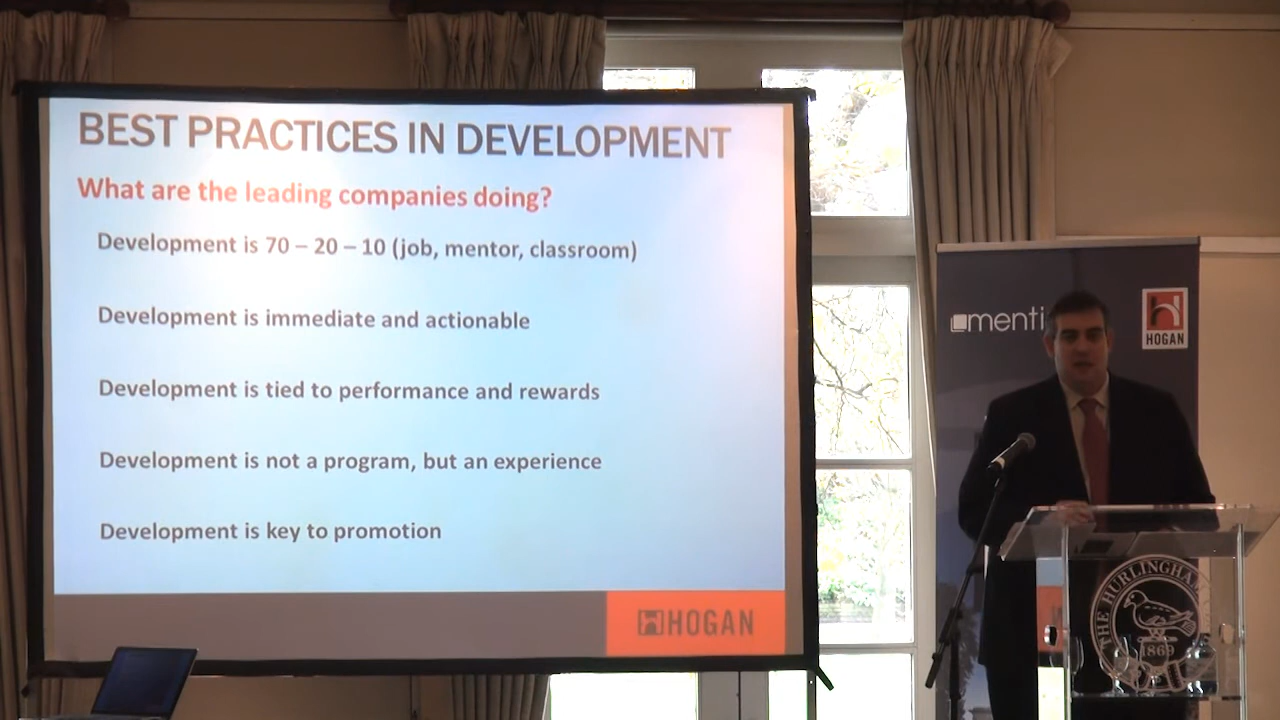 BEST PRACTICES IN DEVELOPMENT
What are the leading companies doing?
Development is 70 – 20 – 10 (job, mentor, classroom)
Development is immediate and actionable
Development is tied to performance and rewards
Development is not a program, but an experience
Development is key to promotion
HOGAN
menti
HOGAN
THE HURLINGHAM
1869